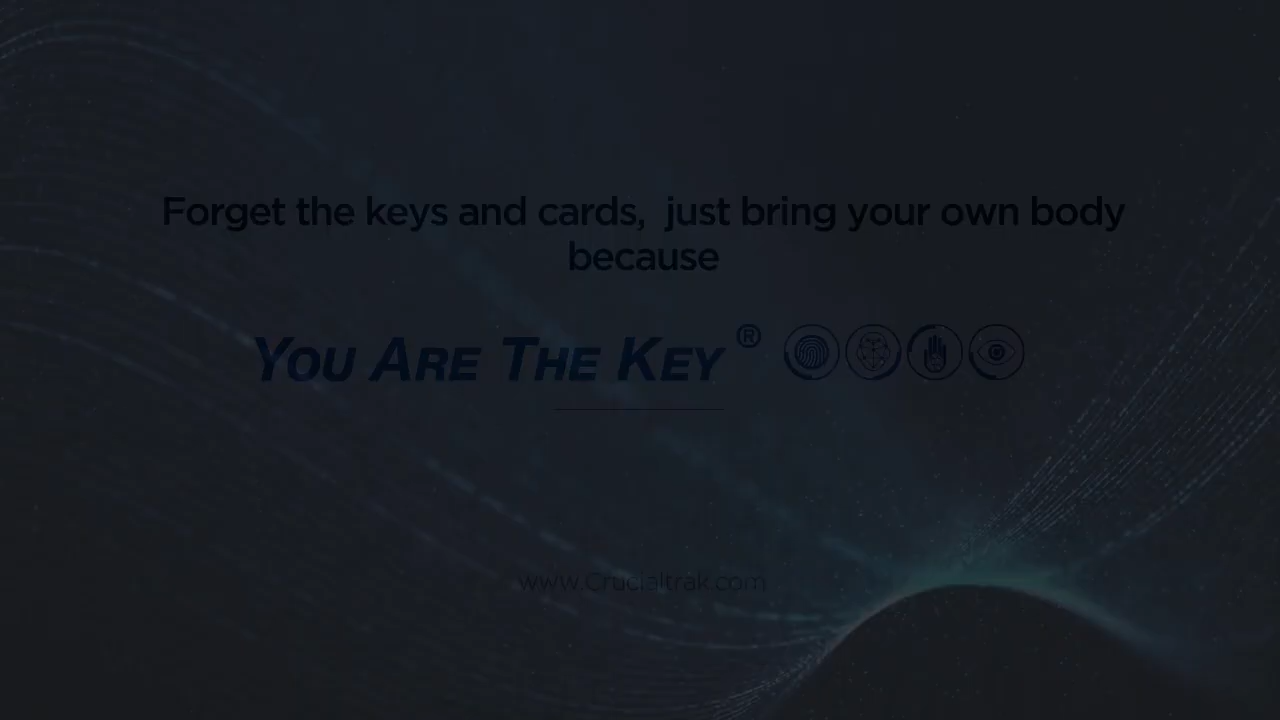 Forget the keys and cards,  just bring your own body
because
YOU ARE THE KEY ®
www.Crucialtrak.com